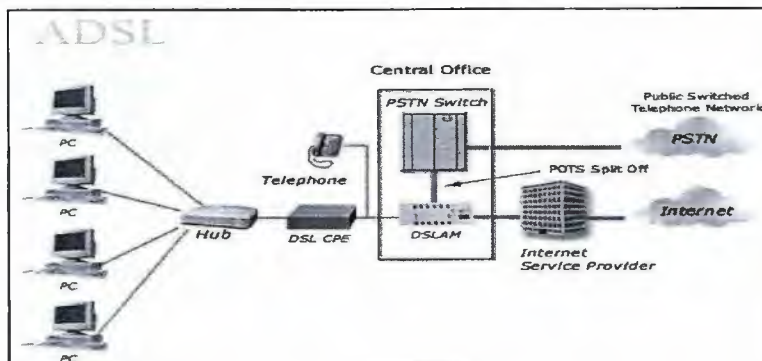 ADSL
Central Office
PSTN Switch
Public Switched
Telephone Network
PSTN
PC
Telephone
POTS Split Off
PC
Hub
DSL CPE
DSLAM
Internet
Internet
Service Provider
PC
PC